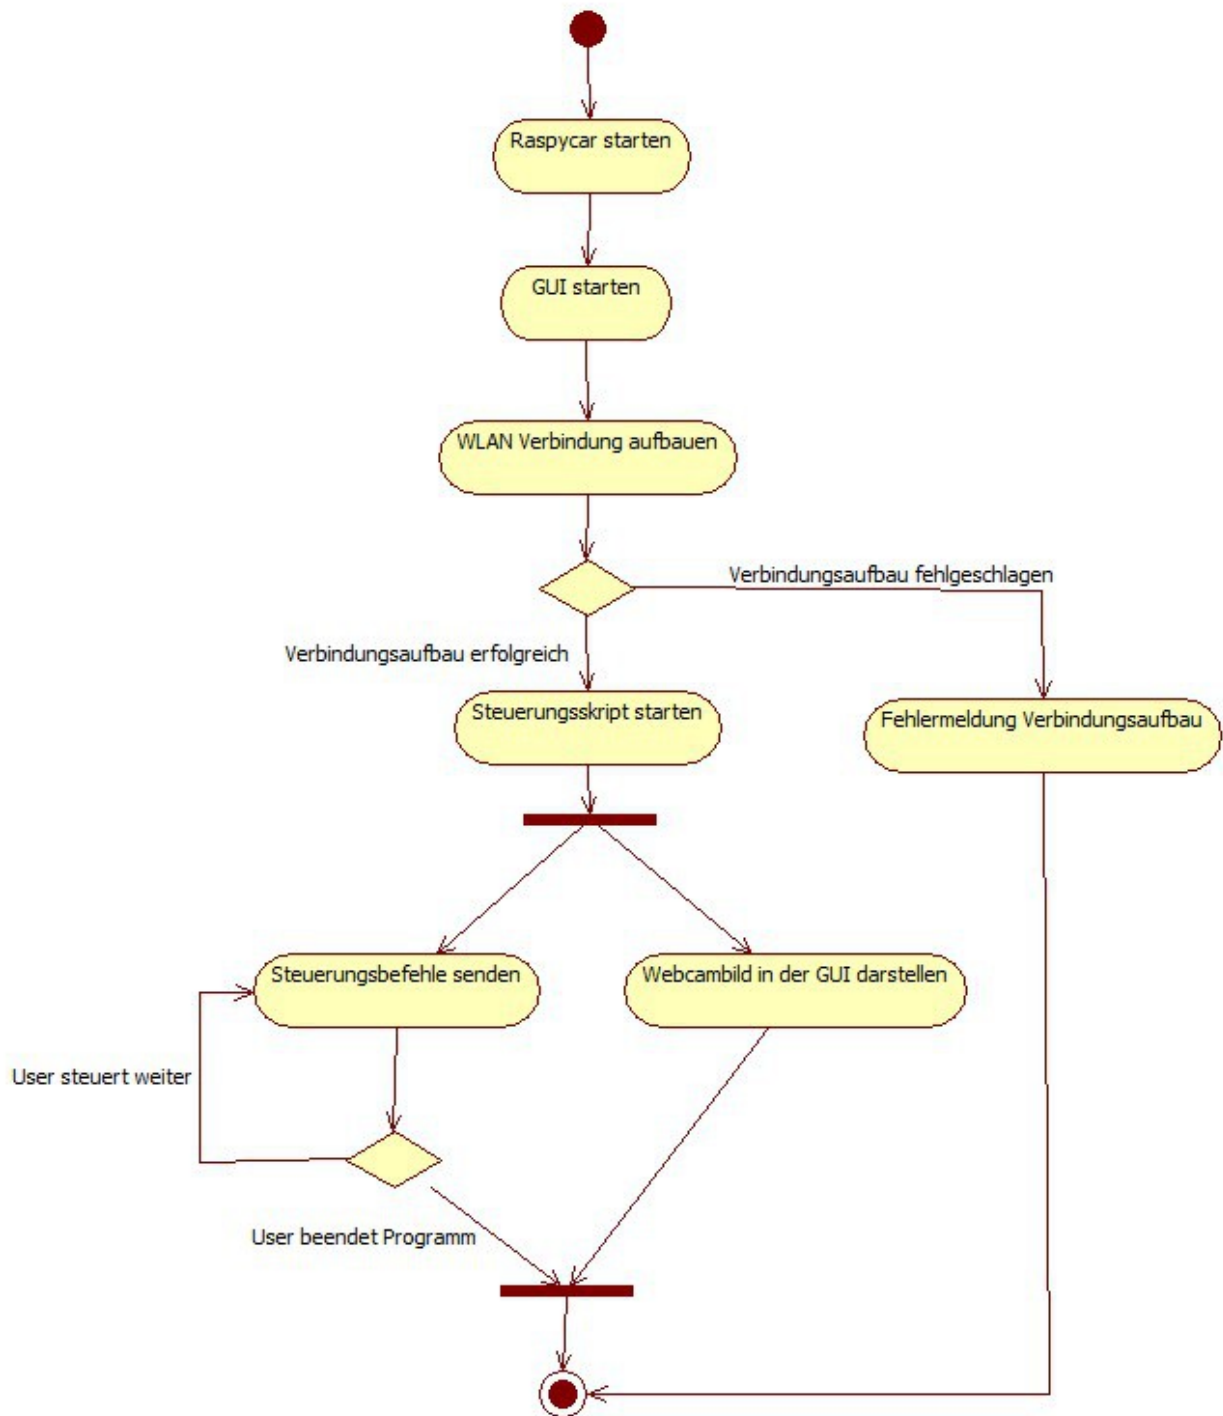 Raspycar starten
GUI starten
WLAN Verbindung aufbauen
Verbindungsaufbau fehlgeschlagen
Verbindungsaufbau erfolgreich
Steuerungsskript starten
Fehlermeldung Verbindungsaufbau
Steuerungsbefehle senden
Webcambild in der GUI darstellen
User steuert weiter
User beendet Programm